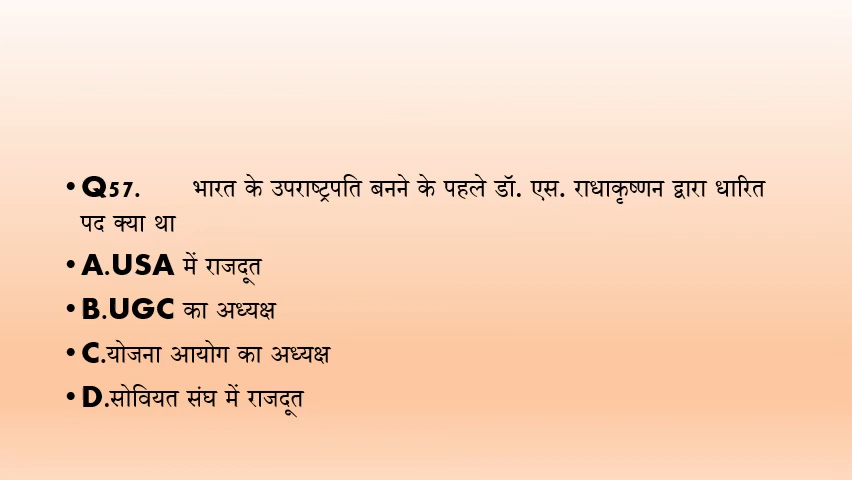 • Q57. भारत के उपराष्ट्रपति बनने के पहले डॉ. एस. राधाकृष्णन द्वारा धारित
पद क्या था
• A.USA में राजदूत
• B.UGC का अध्यक्ष
• C.योजना आयोग का अध्यक्ष
• D.सोवियत संघ में राजदूत